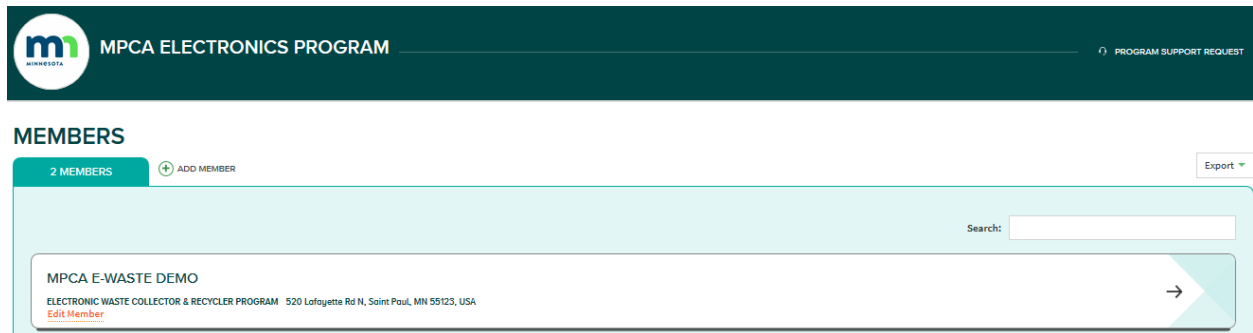 mn
MINNESOTA
MPCA ELECTRONICS PROGRAM
PROGRAM SUPPORT REQUEST
MEMBERS
2 MEMBERS
ADD MEMBER
Export
Search:
MPCA E-WASTE DEMO
ELECTRONIC WASTE COLLECTOR & RECYCLER PROGRAM 520 Lafayette Rd N, Saint Paul, MN 55123, USA
Edit Member